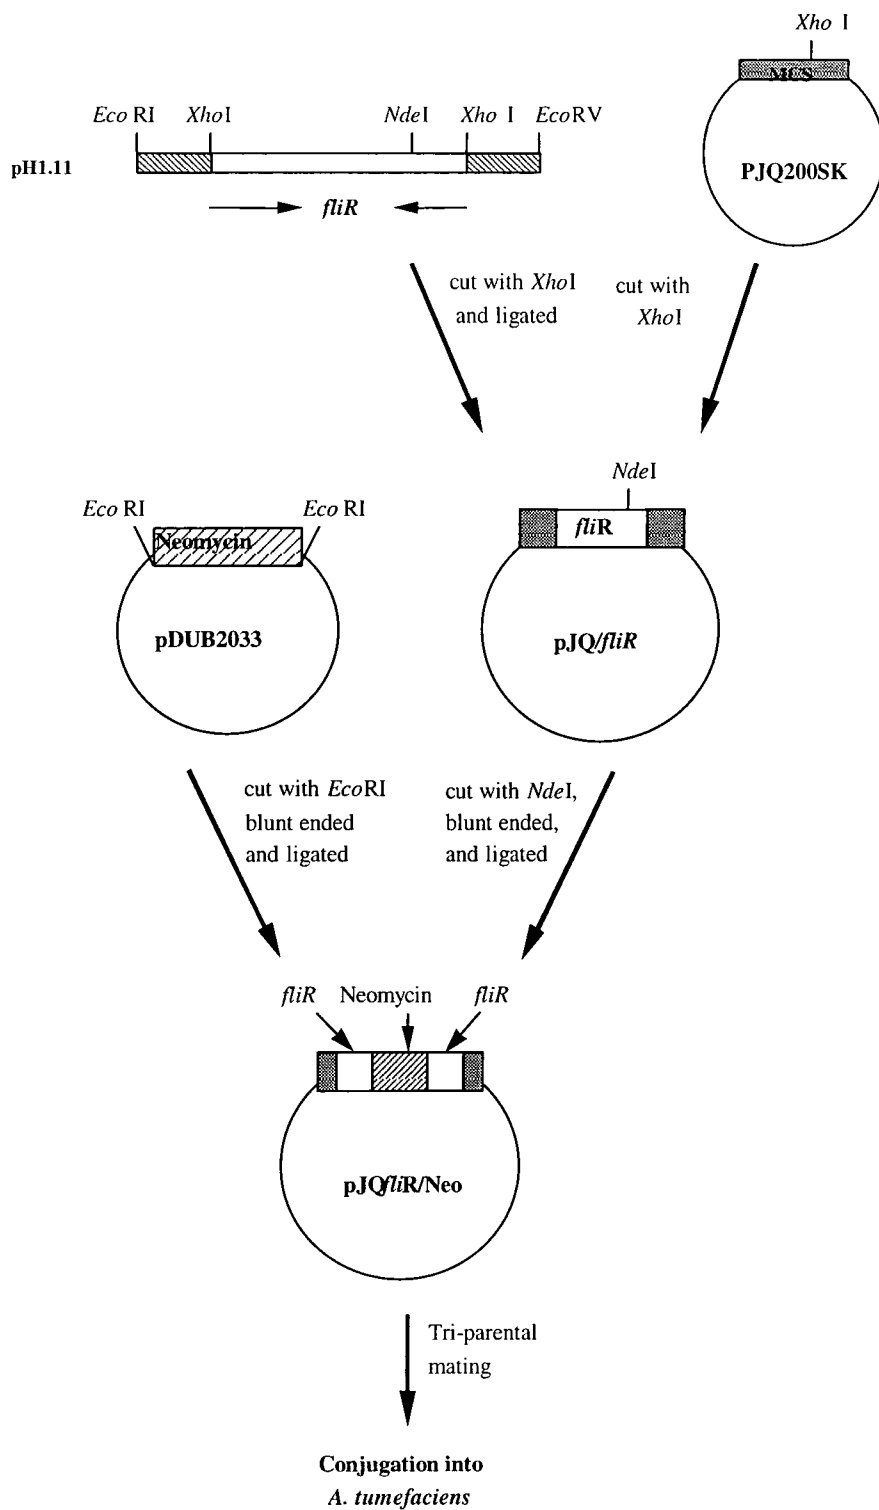 Xho I
MCS
Eco RI XhoI NdeI Xho I EcoRV
pH1.11
PJQ200SK
fliR
cut with XhoI
and ligated
cut with
XhoI
NdeI
Eco RI Eco RI
fliR
Neomycin
pDUB2033
pJQ/fliR
cut with EcoRI
blunt ended
and ligated
cut with NdeI,
blunt ended,
and ligated
fliR Neomycin fliR
pJQfliR/Neo
Tri-parental
mating
Conjugation into
A. tumefaciens